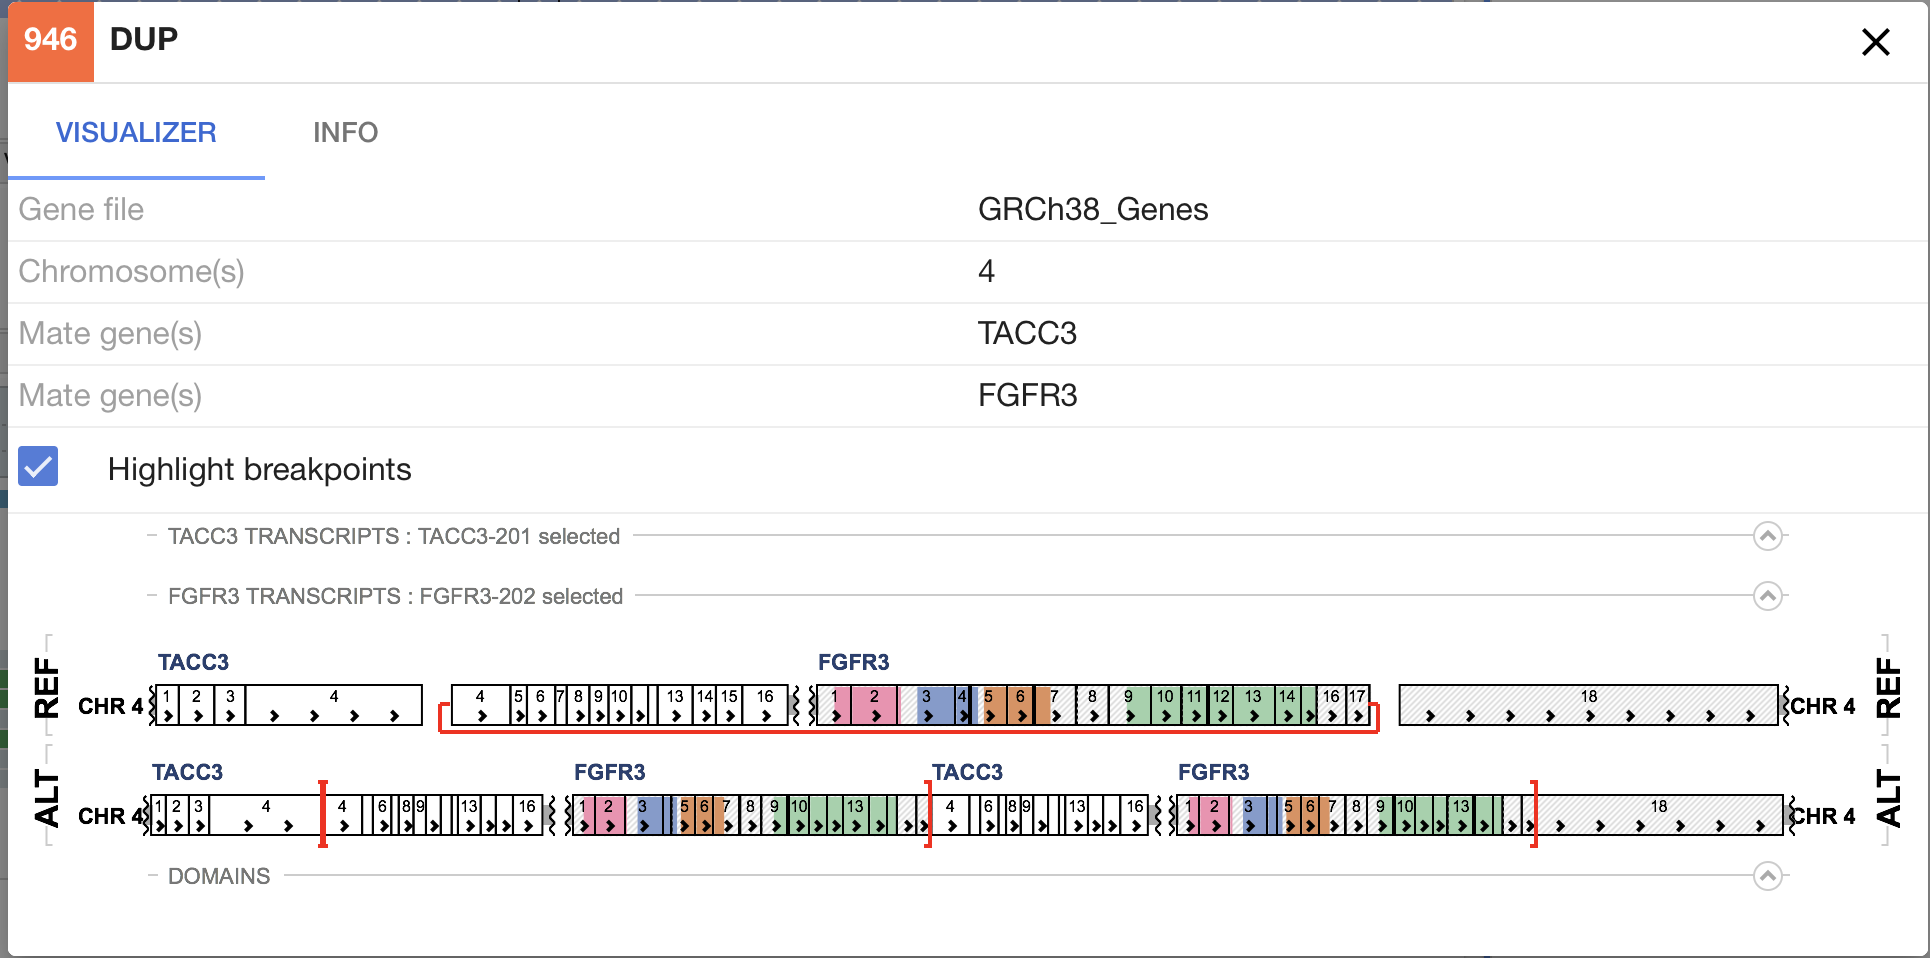 946 DUP
VISUALIZER INFO
Gene file GRCh38_Genes
Chromosome(s) 4
Mate gene(s) TACC3
Mate gene(s) FGFR3
Highlight breakpoints
TACC3 TRANSCRIPTS : TACC3-201 selected
FGFR3 TRANSCRIPTS : FGFR3-202 selected
TACC3 FGFR3
REF CHR 4 1 2 3 4 4 5 6 7 8 9 10 13 14 15 16 1 2 3 4 5 6 7 8 9 10 11 12 13 14 16 17 18 CHR 4 REF
TACC3 FGFR3 TACC3 FGFR3
ALT CHR 4 1 2 3 4 4 6 8 9 13 16 1 2 3 5 6 7 8 9 10 13 4 6 8 9 13 16 1 2 3 5 6 7 8 9 10 13 18 CHR 4 ALT
DOMAINS